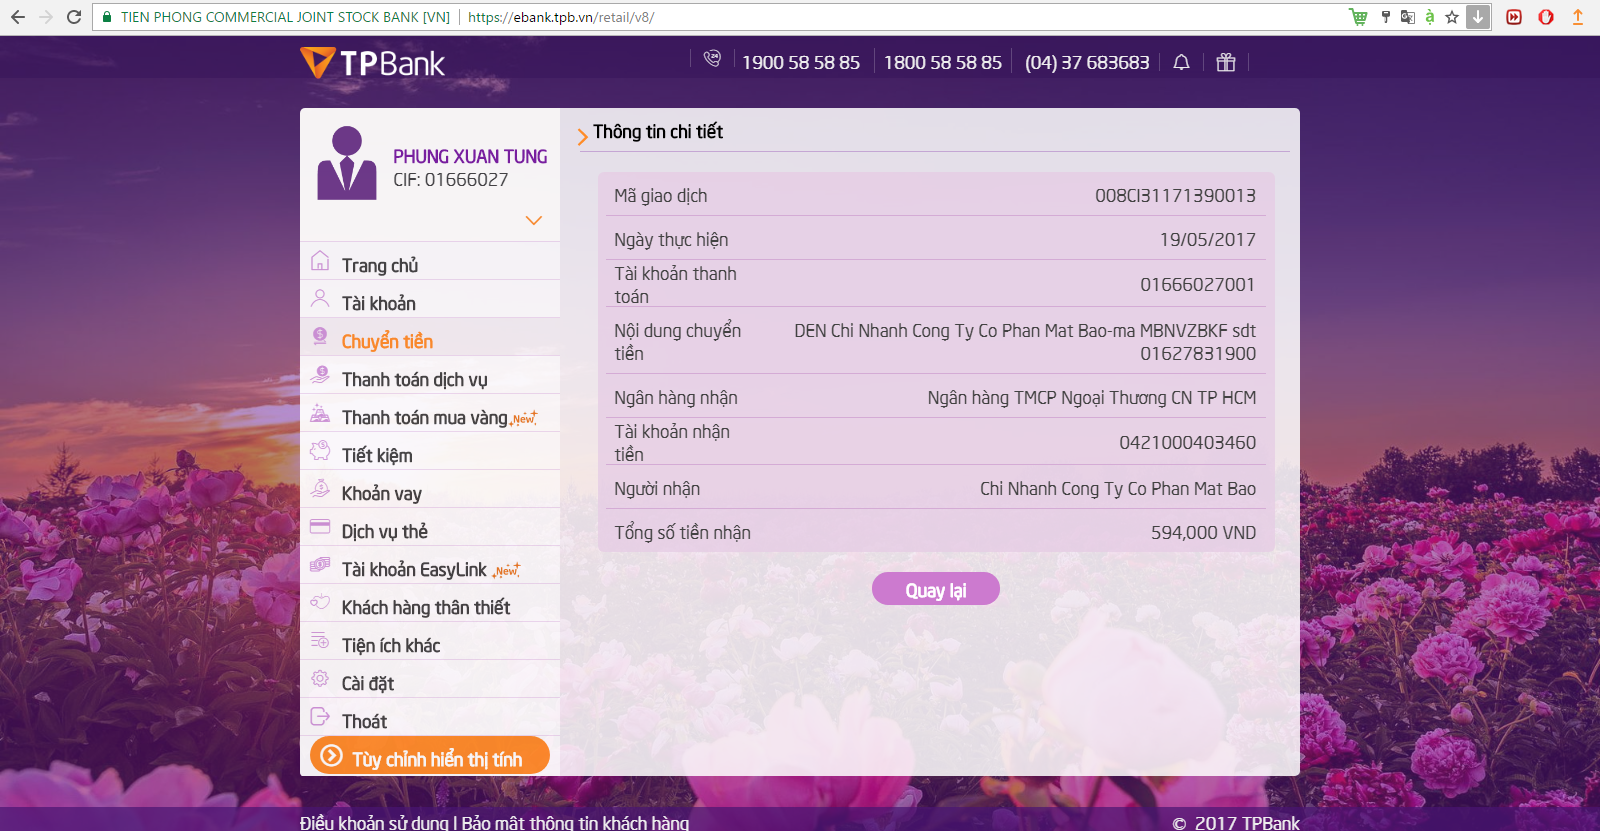 TIEN PHONG COMMERCIAL JOINT STOCK BANK [VN] | https://ebank.tpb.vn/retail/v8/
TPBank
1900 58 58 85
1800 58 58 85
(04) 37 683683
PHUNG XUAN TUNG
CIF: 01666027
Trang chủ
Tài khoản
Chuyển tiền
Thanh toán dịch vụ
Thanh toán mua vàng New
Tiết kiệm
Khoản vay
Dịch vụ thẻ
Tài khoản EasyLink New
Khách hàng thân thiết
Tiện ích khác
Cài đặt
Thoát
Tùy chỉnh hiển thị tính
Thông tin chi tiết
Mã giao dịch 008CI31171390013
Ngày thực hiện 19/05/2017
Tài khoản thanh
toán
01666027001
Nội dung chuyển
tiền
DEN Chi Nhanh Cong Ty Co Phan Mat Bao-ma MBNVZBKF sdt
01627831900
Ngân hàng nhận Ngân hàng TMCP Ngoại Thương CN TP HCM
Tài khoản nhận
tiền
0421000403460
Người nhận Chi Nhanh Cong Ty Co Phan Mat Bao
Tổng số tiền nhận 594,000 VND
Quay lại
Điều khoản sử dụng | Bảo mật thông tin khách hàng
© 2017 TPBank